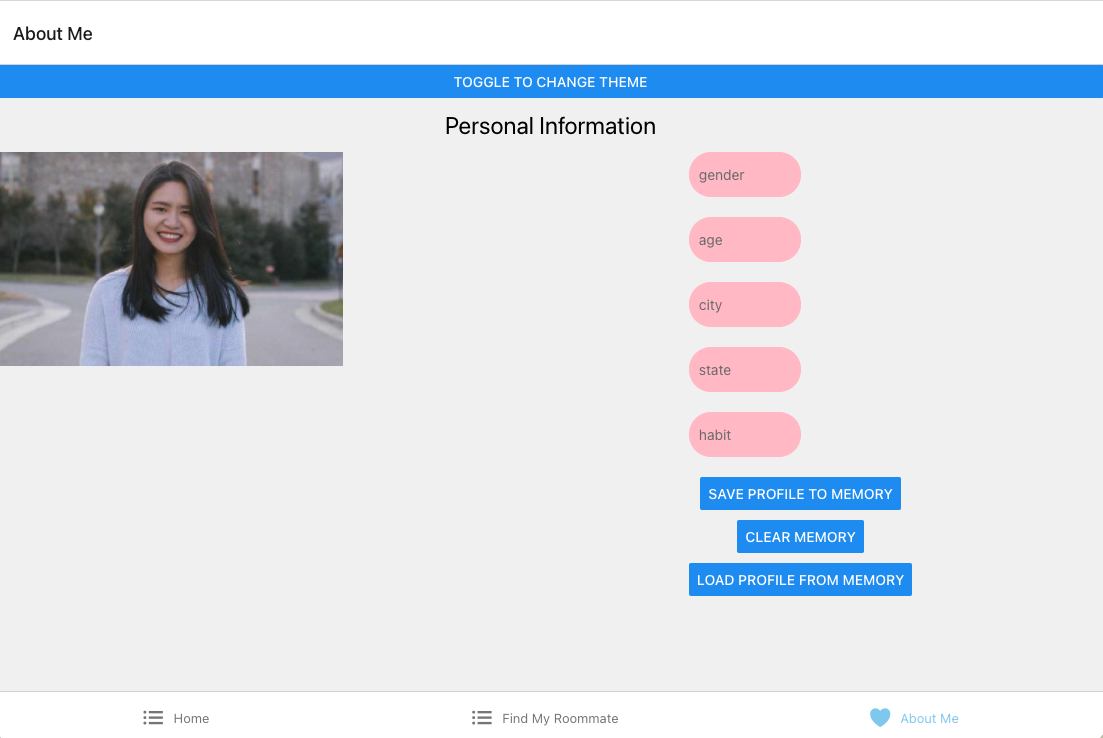 About Me
TOGGLE TO CHANGE THEME
Personal Information
gender
age
city
state
habit
SAVE PROFILE TO MEMORY
CLEAR MEMORY
LOAD PROFILE FROM MEMORY
Home
Find My Roommate
About Me